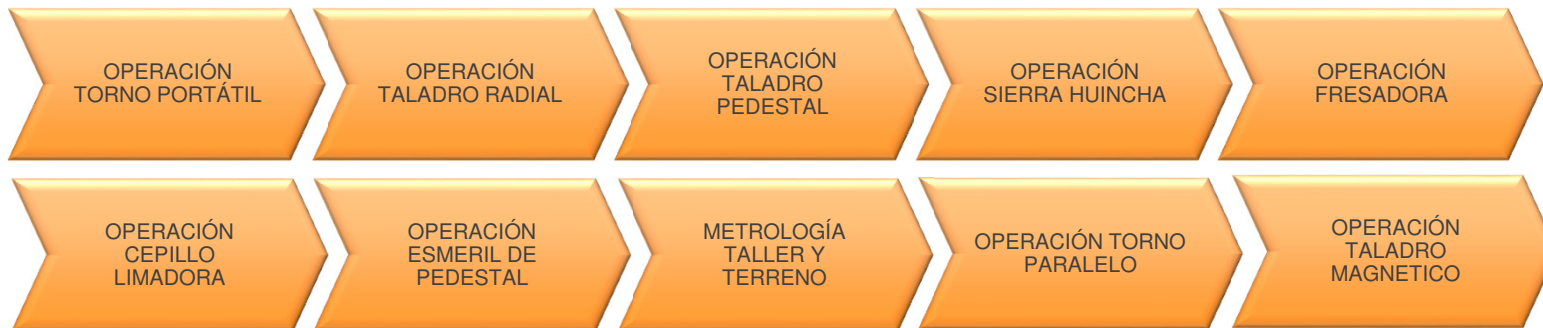 OPERACIÓN
TORNO PORTÁTIL
OPERACIÓN
TALADRO RADIAL
OPERACIÓN
TALADRO
PEDESTAL
OPERACIÓN
SIERRA HUINCHA
OPERACIÓN
FRESADORA
OPERACIÓN
CEPILLO
LIMADORA
OPERACIÓN
ESMERIL DE
PEDESTAL
METROLOGÍA
TALLER Y
TERRENO
OPERACIÓN TORNO
PARALELO
OPERACIÓN
TALADRO
MAGNETICO